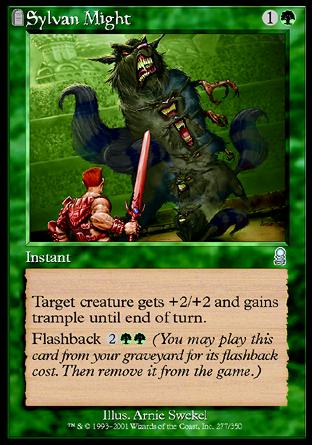 Sylvan Might 1
Instant
Target creature gets +2/+2 and gains
trample until end of turn.
Flashback 2 (You may play this
card from your graveyard for its flashback
cost. Then remove it from the game.)
Illus. Arnie Swekel
™ & © 1993–2001 Wizards of the Coast, Inc. 277/350